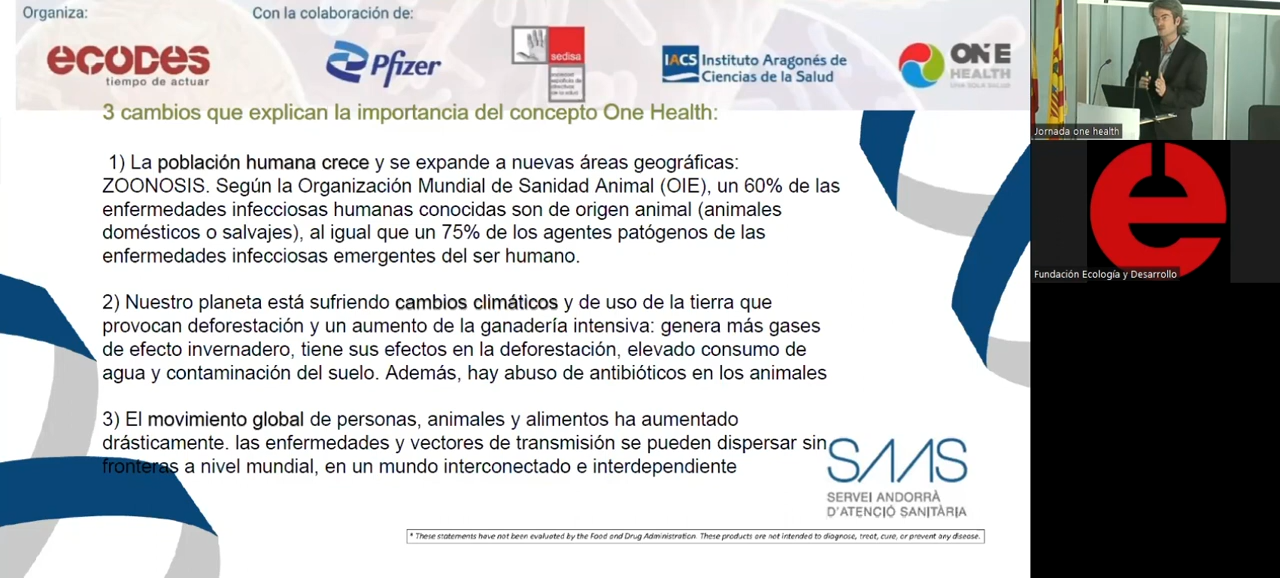 Organiza:
Con la colaboración de:
ecodes
tiempo de actuar
Pfizer
sedisa
IACS Instituto Aragonés de
Ciencias de la Salud
ONE
HEALTH
UNA SOLA SALUD
3 cambios que explican la importancia del concepto One Health:
1) La población humana crece y se expande a nuevas áreas geográficas:
ZOONOSIS. Según la Organización Mundial de Sanidad Animal (OIE), un 60% de las
enfermedades infecciosas humanas conocidas son de origen animal (animales
domésticos o salvajes), al igual que un 75% de los agentes patógenos de las
enfermedades infecciosas emergentes del ser humano.
2) Nuestro planeta está sufriendo cambios climáticos y de uso de la tierra que
provocan deforestación y un aumento de la ganadería intensiva: genera más gases
de efecto invernadero, tiene sus efectos en la deforestación, elevado consumo de
agua y contaminación del suelo. Además, hay abuso de antibióticos en los animales
3) El movimiento global de personas, animales y alimentos ha aumentado
drásticamente. las enfermedades y vectores de transmisión se pueden dispersar sin
fronteras a nivel mundial, en un mundo interconectado e interdependiente
SAAS
SERVEI ANDORRÀ
D'ATENCIÓ SANITÀRIA
* These statements have not been evaluated by the Food and Drug Administration. These products are not intended to diagnose, treat, cure, or prevent any disease.
Jornada one health
e
Fundación Ecología y Desarrollo